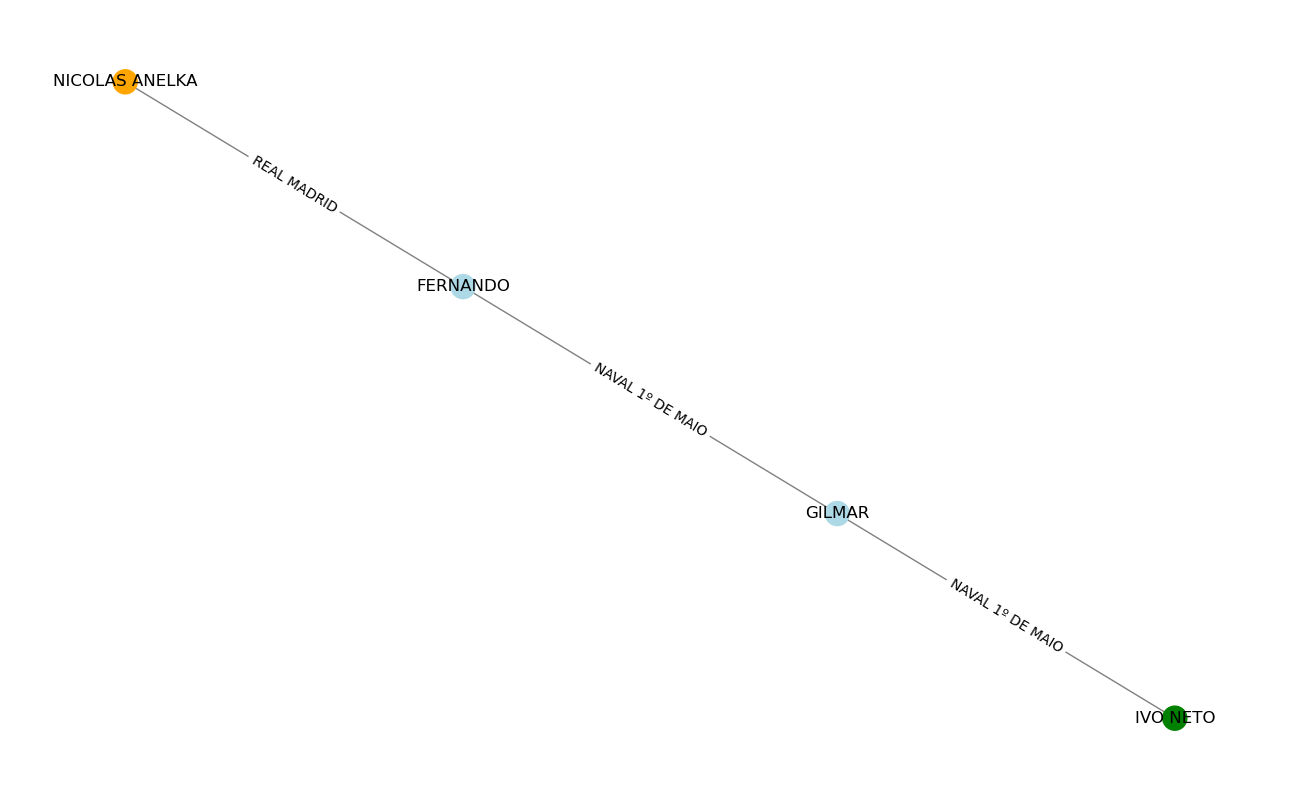 NICOLAS ANELKA
REAL MADRID
FERNANDO
NAVAL 1º DE MAIO
GILMAR
NAVAL 1º DE MAIO
IVO NETO